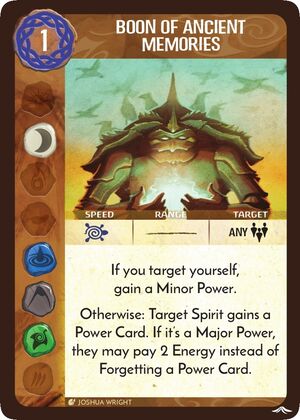 1
BOON OF ANCIENT
MEMORIES
SPEED
RANGE
TARGET
ANY
If you target yourself,
gain a Minor Power.
Otherwise: Target Spirit gains a
Power Card. If it's a Major Power,
they may pay 2 Energy instead of
Forgetting a Power Card.
JOSHUA WRIGHT